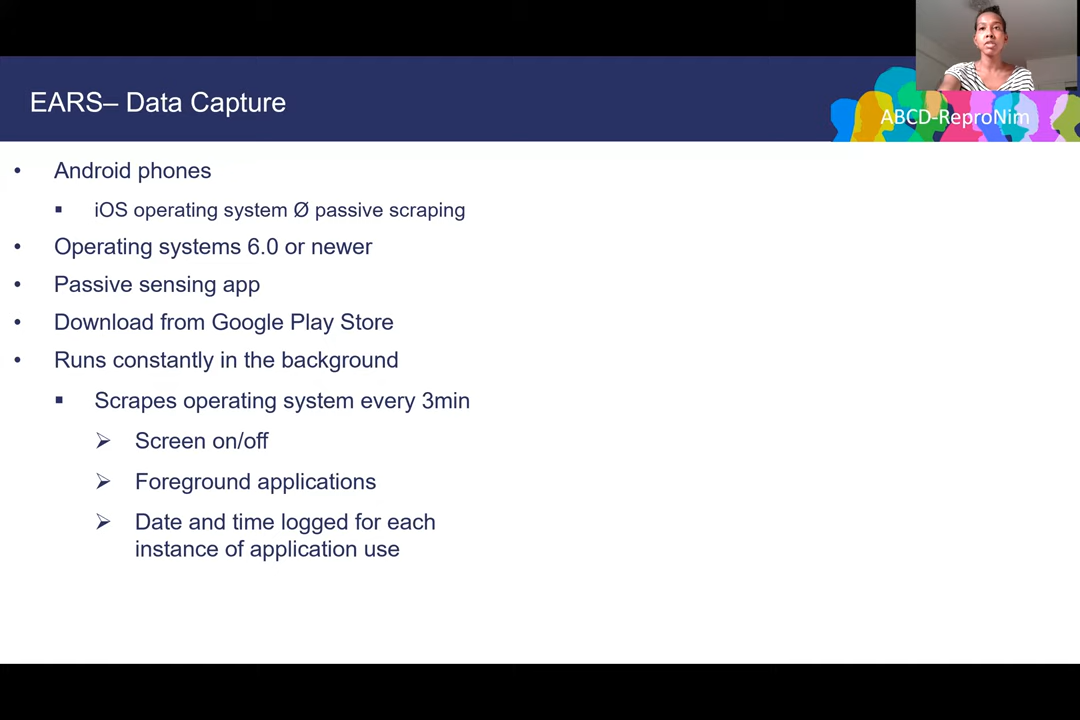 EARS– Data Capture
ABCD-ReproNim
• Android phones
▪ iOS operating system Ø passive scraping
• Operating systems 6.0 or newer
• Passive sensing app
• Download from Google Play Store
• Runs constantly in the background
▪ Scrapes operating system every 3min
➢ Screen on/off
➢ Foreground applications
➢ Date and time logged for each
instance of application use